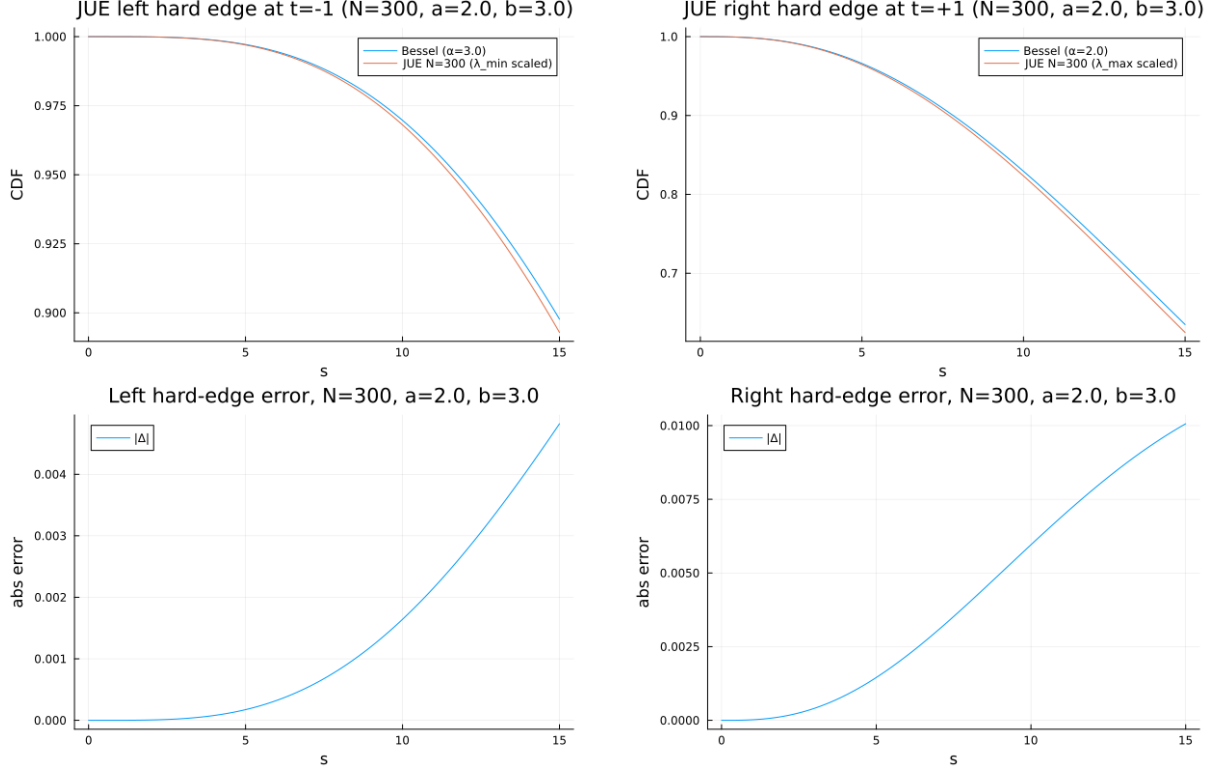 JUE left hard edge at t=-1 (N=300, a=2.0, b=3.0)
1.000
0.975
0.950
0.925
0.900
CDF
Bessel (α=3.0)
JUE N=300 (λ_min scaled)
0
5
10
15
s
JUE right hard edge at t=+1 (N=300, a=2.0, b=3.0)
1.0
0.9
0.8
0.7
CDF
Bessel (α=2.0)
JUE N=300 (λ_max scaled)
0
5
10
15
s
Left hard-edge error, N=300, a=2.0, b=3.0
|Δ|
0.004
0.003
0.002
0.001
0.000
abs error
0
5
10
15
s
Right hard-edge error, N=300, a=2.0, b=3.0
|Δ|
0.0100
0.0075
0.0050
0.0025
0.0000
abs error
0
5
10
15
s